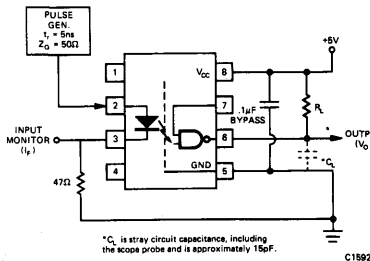 PULSE
GEN.
tr = 5ns
ZO = 50Ω
+5V
1
VCC
8
2
7
RL
.1μF
BYPASS
INPUT
MONITOR
(IF)
3
6
OUTP
(VO
*
*CL
4
GND
5
47Ω
*CL is stray circuit capacitance, including
the scope probe and is approximately 15pF.
C1592